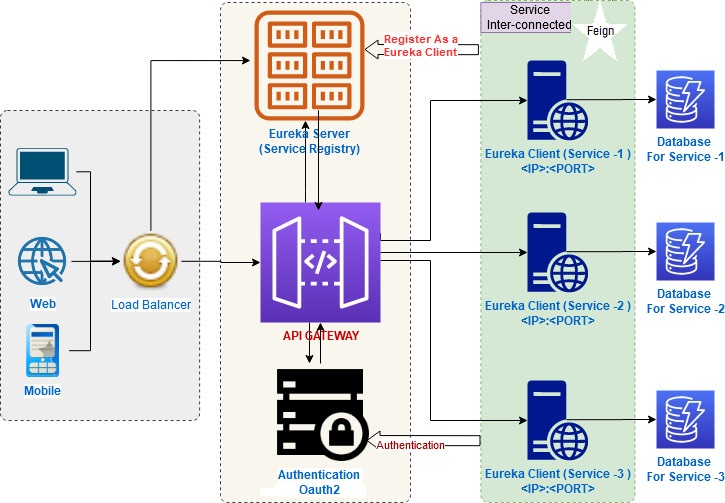 Service
Inter-connected
Feign
Register As a
Eureka Client
Eureka Server
(Service Registry)
Eureka Client (Service -1 )
<IP>:<PORT>
Database
For Service -1
Web
Load Balancer
Mobile
</>
API GATEWAY
Eureka Client (Service -2 )
<IP>:<PORT>
Database
For Service -2
Authentication
Oauth2
Authentication
Eureka Client (Service -3 )
<IP>:<PORT>
Database
For Service -3